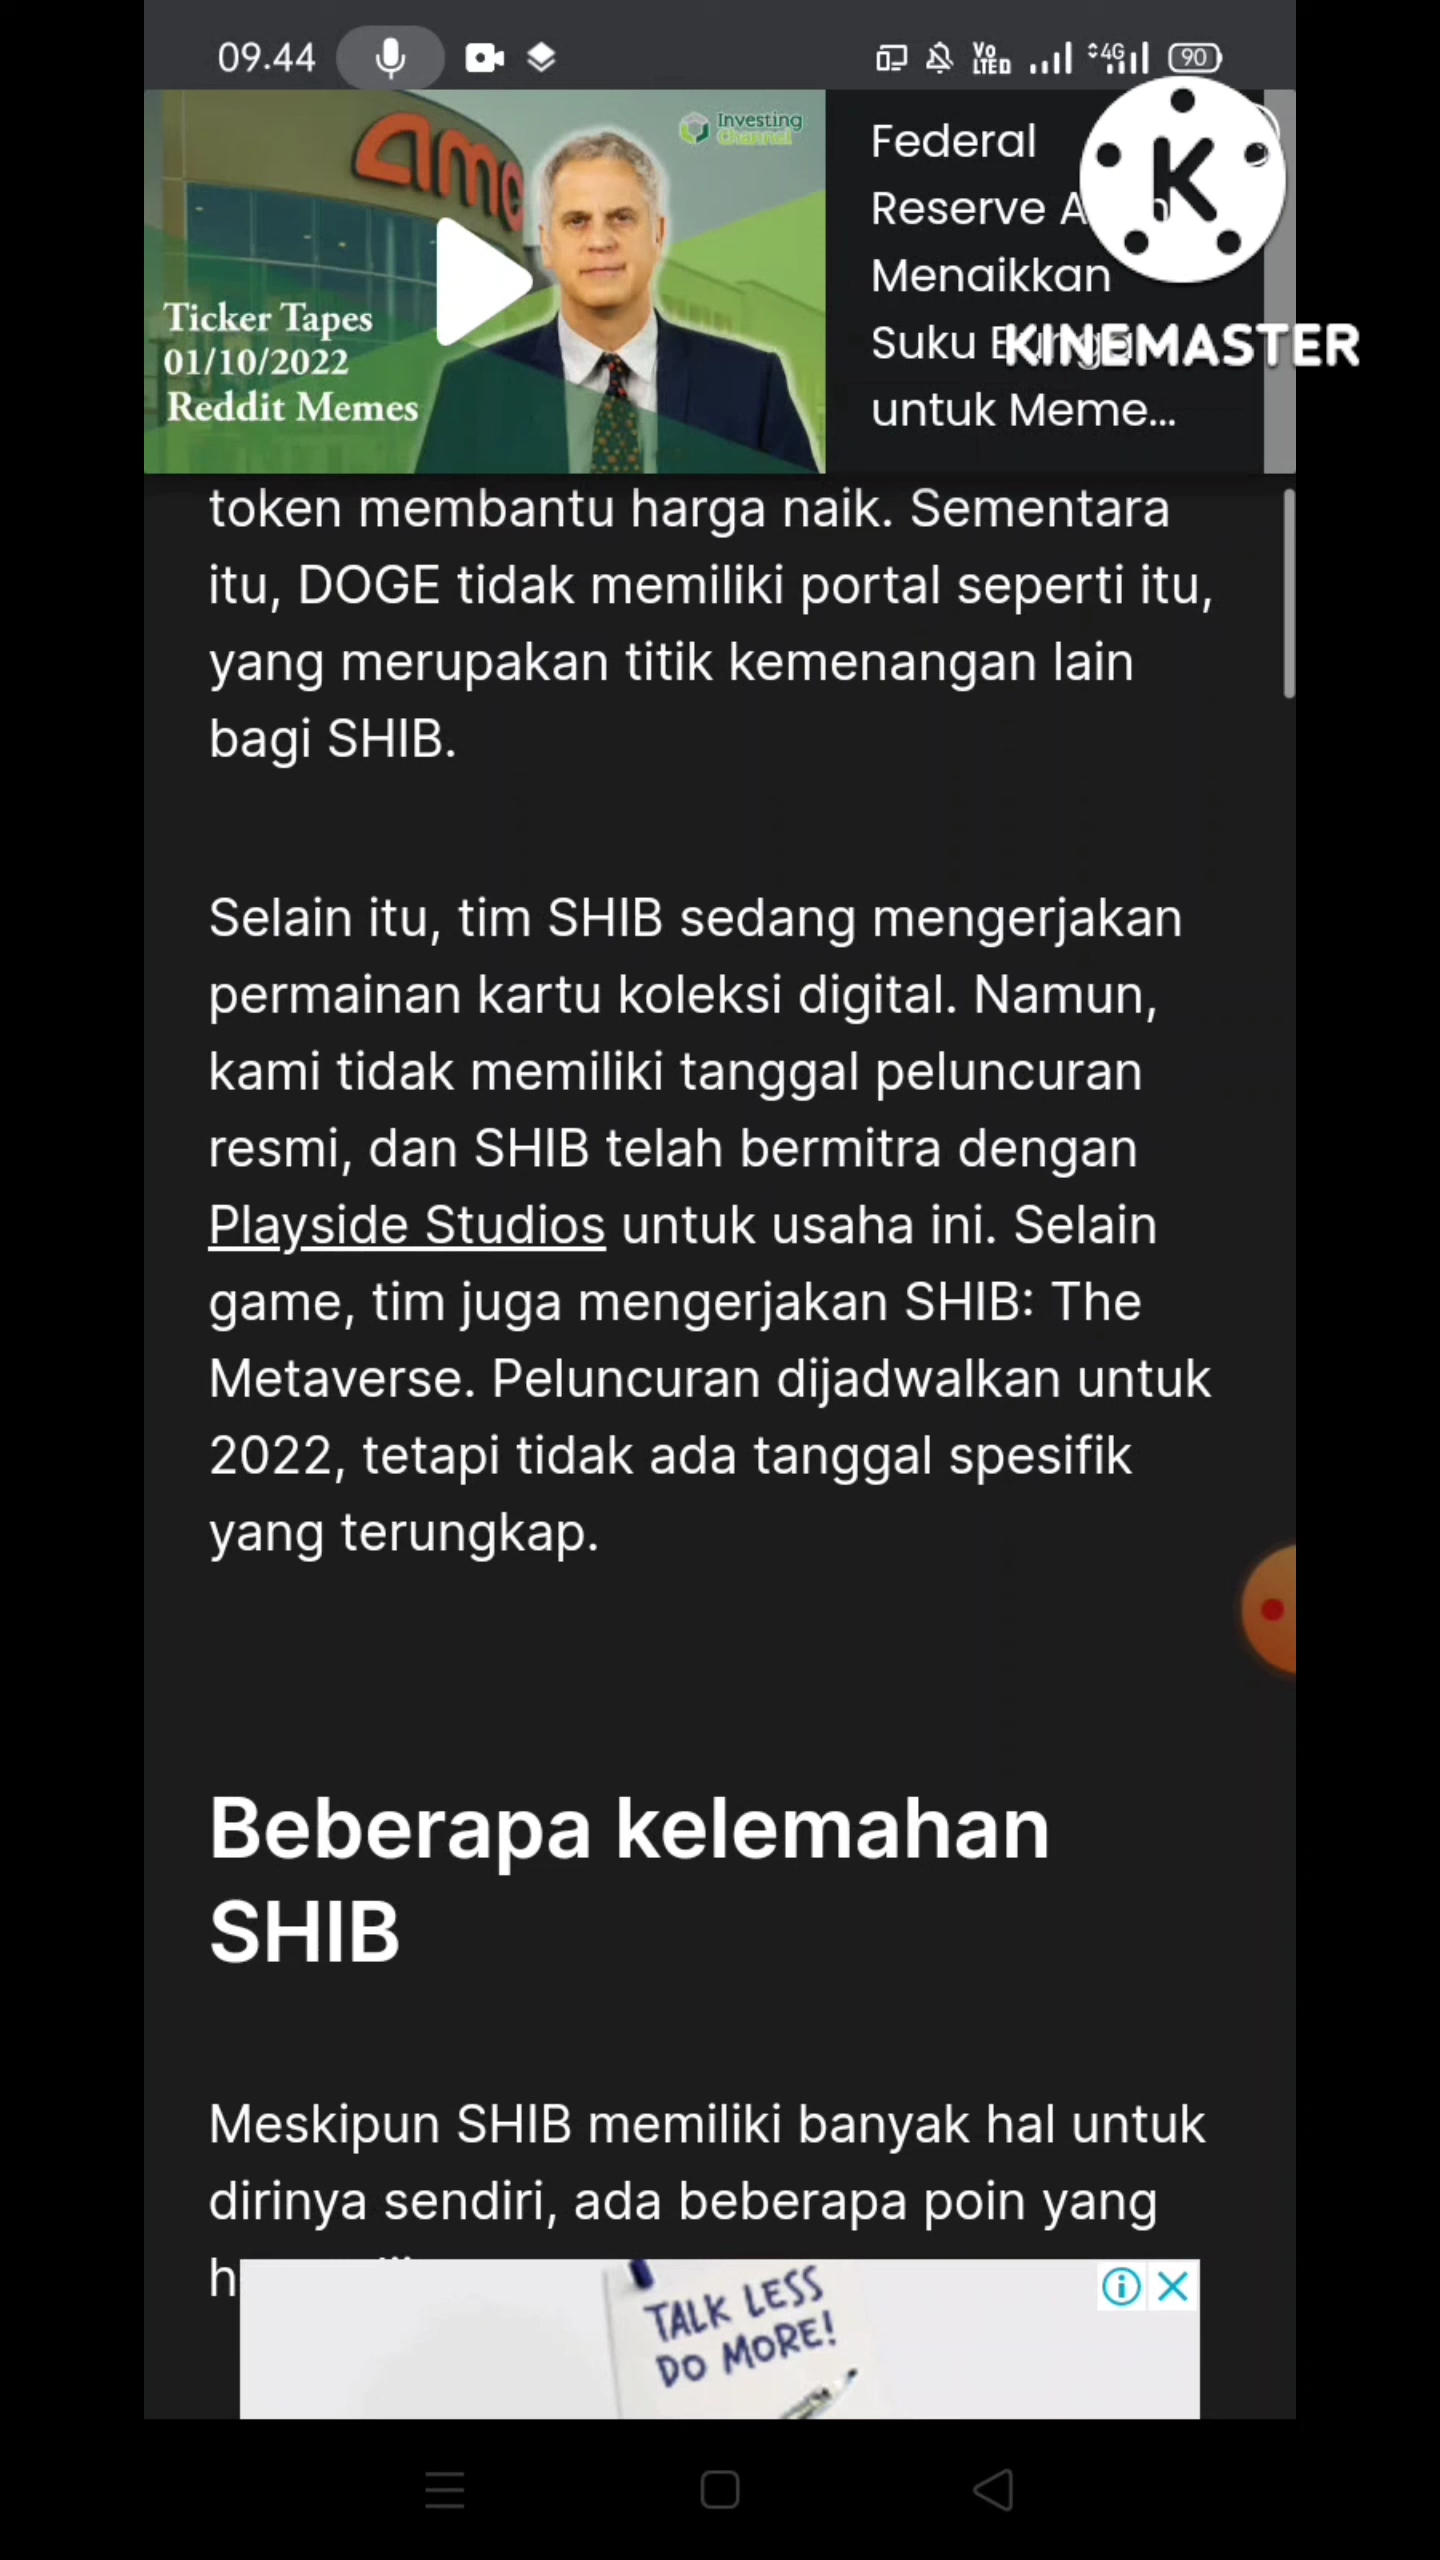 09.44
Vo
LTED
4G
90
amc
Investing
Channel
Ticker Tapes
01/10/2022
Reddit Memes
Federal
Reserve
Menaikkan
Suku
untuk Meme...
K
KINEMASTER
token membantu harga naik. Sementara
itu, DOGE tidak memiliki portal seperti itu,
yang merupakan titik kemenangan lain
bagi SHIB.
Selain itu, tim SHIB sedang mengerjakan
permainan kartu koleksi digital. Namun,
kami tidak memiliki tanggal peluncuran
resmi, dan SHIB telah bermitra dengan
Playside Studios untuk usaha ini. Selain
game, tim juga mengerjakan SHIB: The
Metaverse. Peluncuran dijadwalkan untuk
2022, tetapi tidak ada tanggal spesifik
yang terungkap.
Beberapa kelemahan
SHIB
Meskipun SHIB memiliki banyak hal untuk
dirinya sendiri, ada beberapa poin yang
TALK LESS
DO MORE!